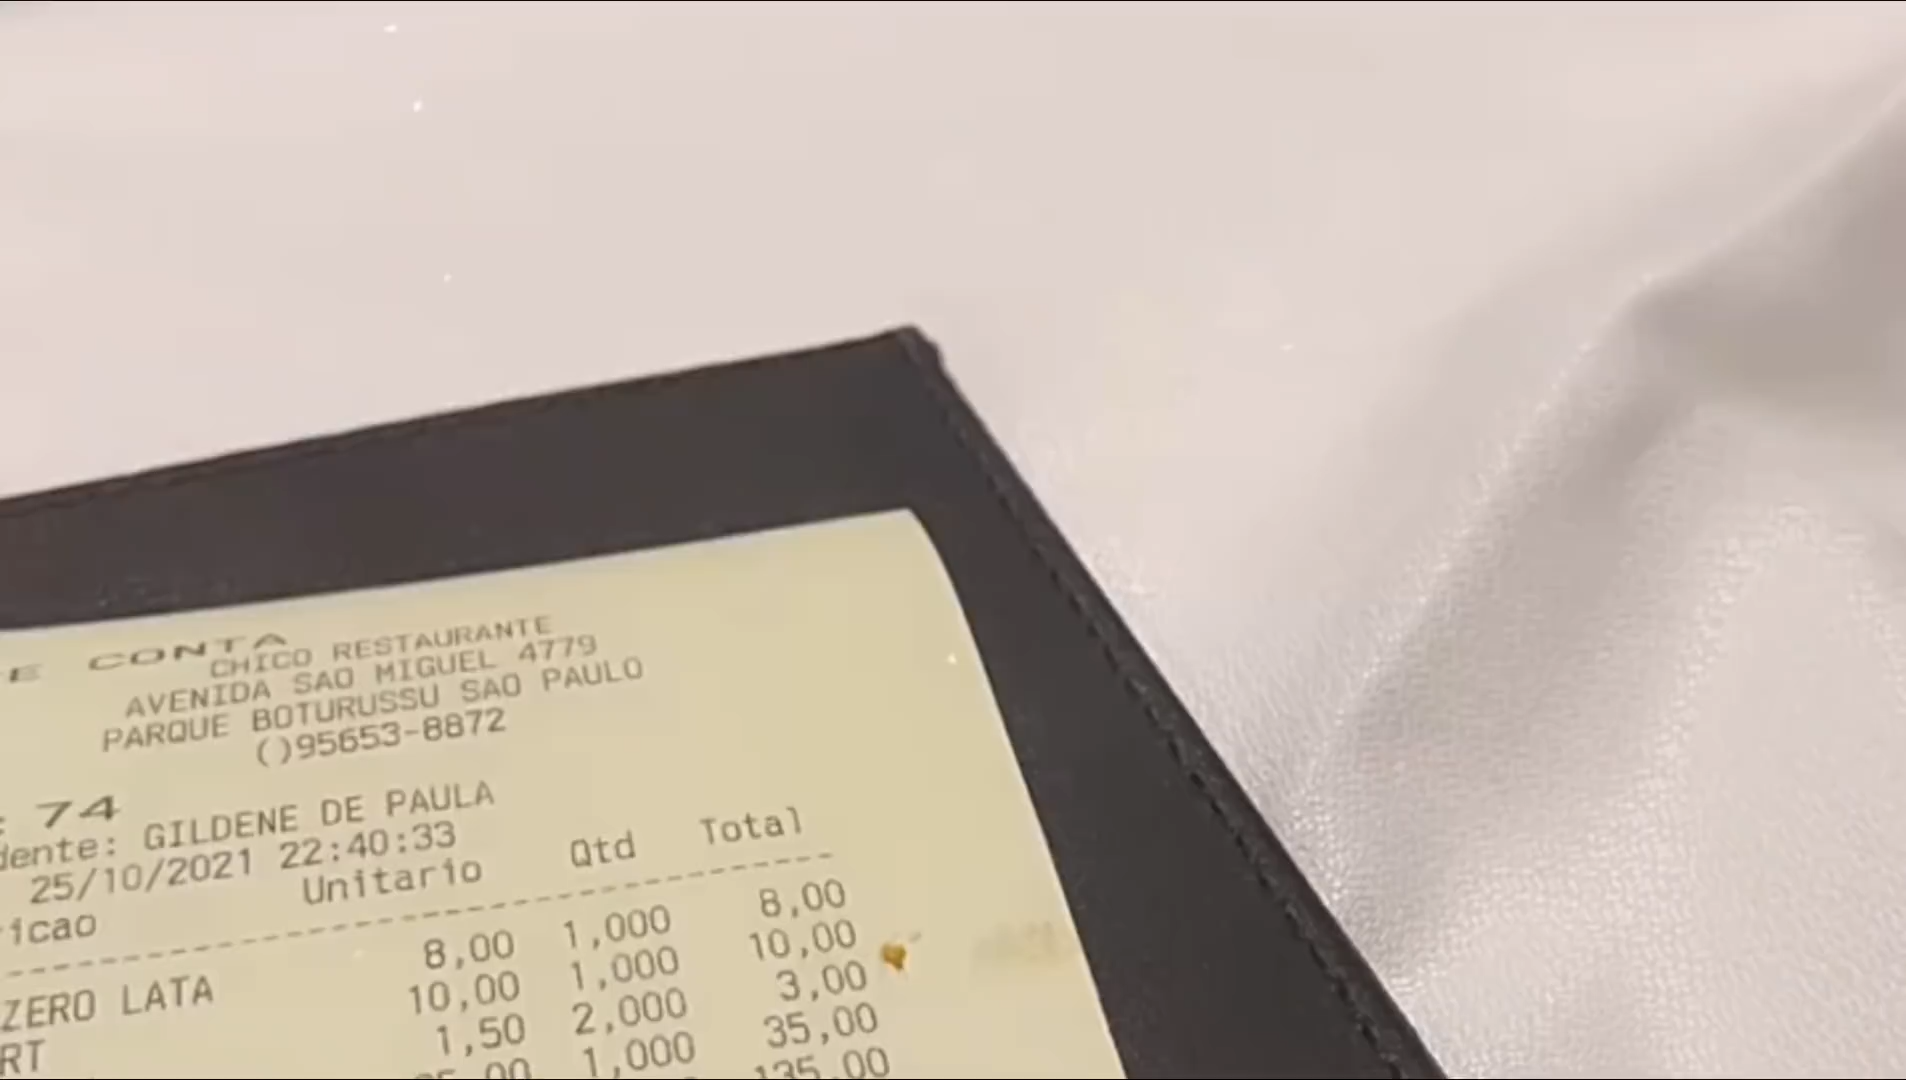 E CONTA
CHICO RESTAURANTE
AVENIDA SAO MIGUEL 4779
PARQUE BOTURUSSU SAO PAULO
()95653-8872
: 74
dente: GILDENE DE PAULA
25/10/2021 22:40:33
ricao Unitario Qtd Total
8,00 1,000 8,00
ZERO LATA 10,00 1,000 10,00
RT 1,50 2,000 3,00
1,000 35,00
135,00